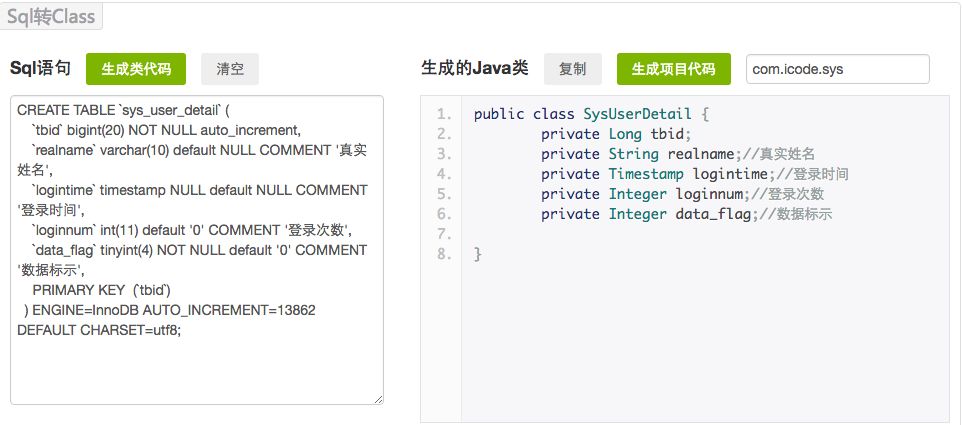 Sql转Class
Sql语句 生成类代码 清空
CREATE TABLE `sys_user_detail` (
`tbid` bigint(20) NOT NULL auto_increment,
`realname` varchar(10) default NULL COMMENT '真实
姓名',
`logintime` timestamp NULL default NULL COMMENT
'登录时间',
`loginnum` int(11) default '0' COMMENT '登录次数',
`data_flag` tinyint(4) NOT NULL default '0' COMMENT
'数据标示',
PRIMARY KEY  (`tbid`)
) ENGINE=InnoDB AUTO_INCREMENT=13862
DEFAULT CHARSET=utf8;
生成的Java类 复制 生成项目代码 com.icode.sys
1. public class SysUserDetail {
2. private Long tbid;
3. private String realname;//真实姓名
4. private Timestamp logintime;//登录时间
5. private Integer loginnum;//登录次数
6. private Integer data_flag;//数据标示
7.
8. }